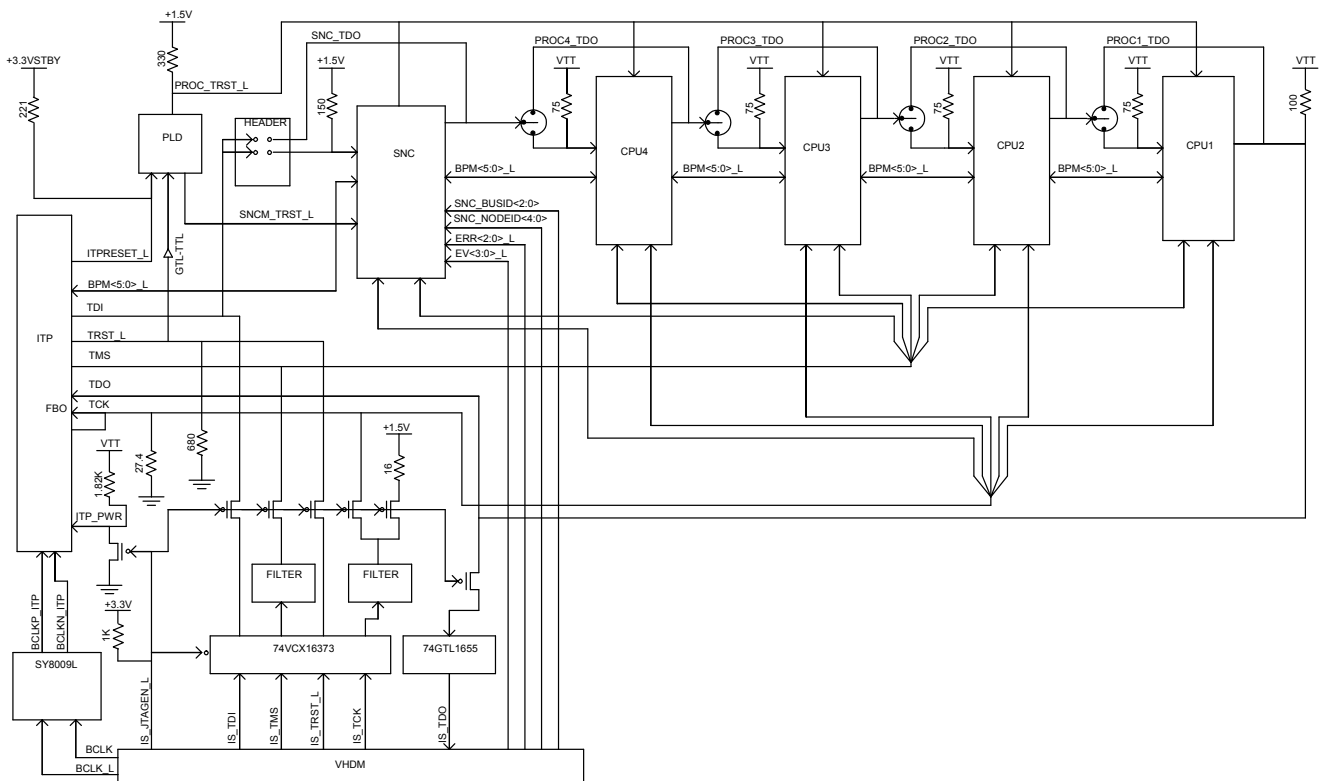 +1.5V
330
+3.3VSTBY
221
PROC_TRST_L
PLD
SNC_TDO
+1.5V
150
HEADER
SNC
PROC4_TDO
VTT
75
CPU4
PROC3_TDO
VTT
75
CPU3
PROC2_TDO
VTT
75
CPU2
PROC1_TDO
VTT
75
CPU1
VTT
100
BPM<5:0>_L
BPM<5:0>_L
BPM<5:0>_L
BPM<5:0>_L
SNC_BUSID<2:0>
SNC_NODEID<4:0>
ERR<2:0>_L
EV<3:0>_L
SNCM_TRST_L
GTL-TTL
ITPRESET_L
BPM<5:0>_L
TDI
TRST_L
ITP
TMS
TDO
FBO
TCK
VTT
1.82K
27.4
680
+1.5V
16
ITP_PWR
FILTER
FILTER
+3.3V
1K
BCLKP_ITP
BCLKN_ITP
SY8009L
74VCX16373
74GTL1655
IS_JTAGEN_L
IS_TDI
IS_TMS
IS_TRST_L
IS_TCK
IS_TDO
BCLK
BCLK_L
VHDM